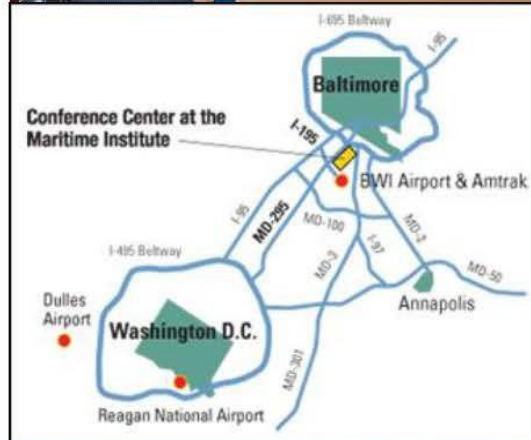 I-695 Beltway
I-95
Baltimore
Conference Center at the
Maritime Institute
I-195
BWI Airport & Amtrak
I-95
MD-295
MD-100
MD-2
I-97
MD-3
MD-50
I-495 Beltway
Annapolis
Dulles
Airport
Washington D.C.
MD-301
Reagan National Airport